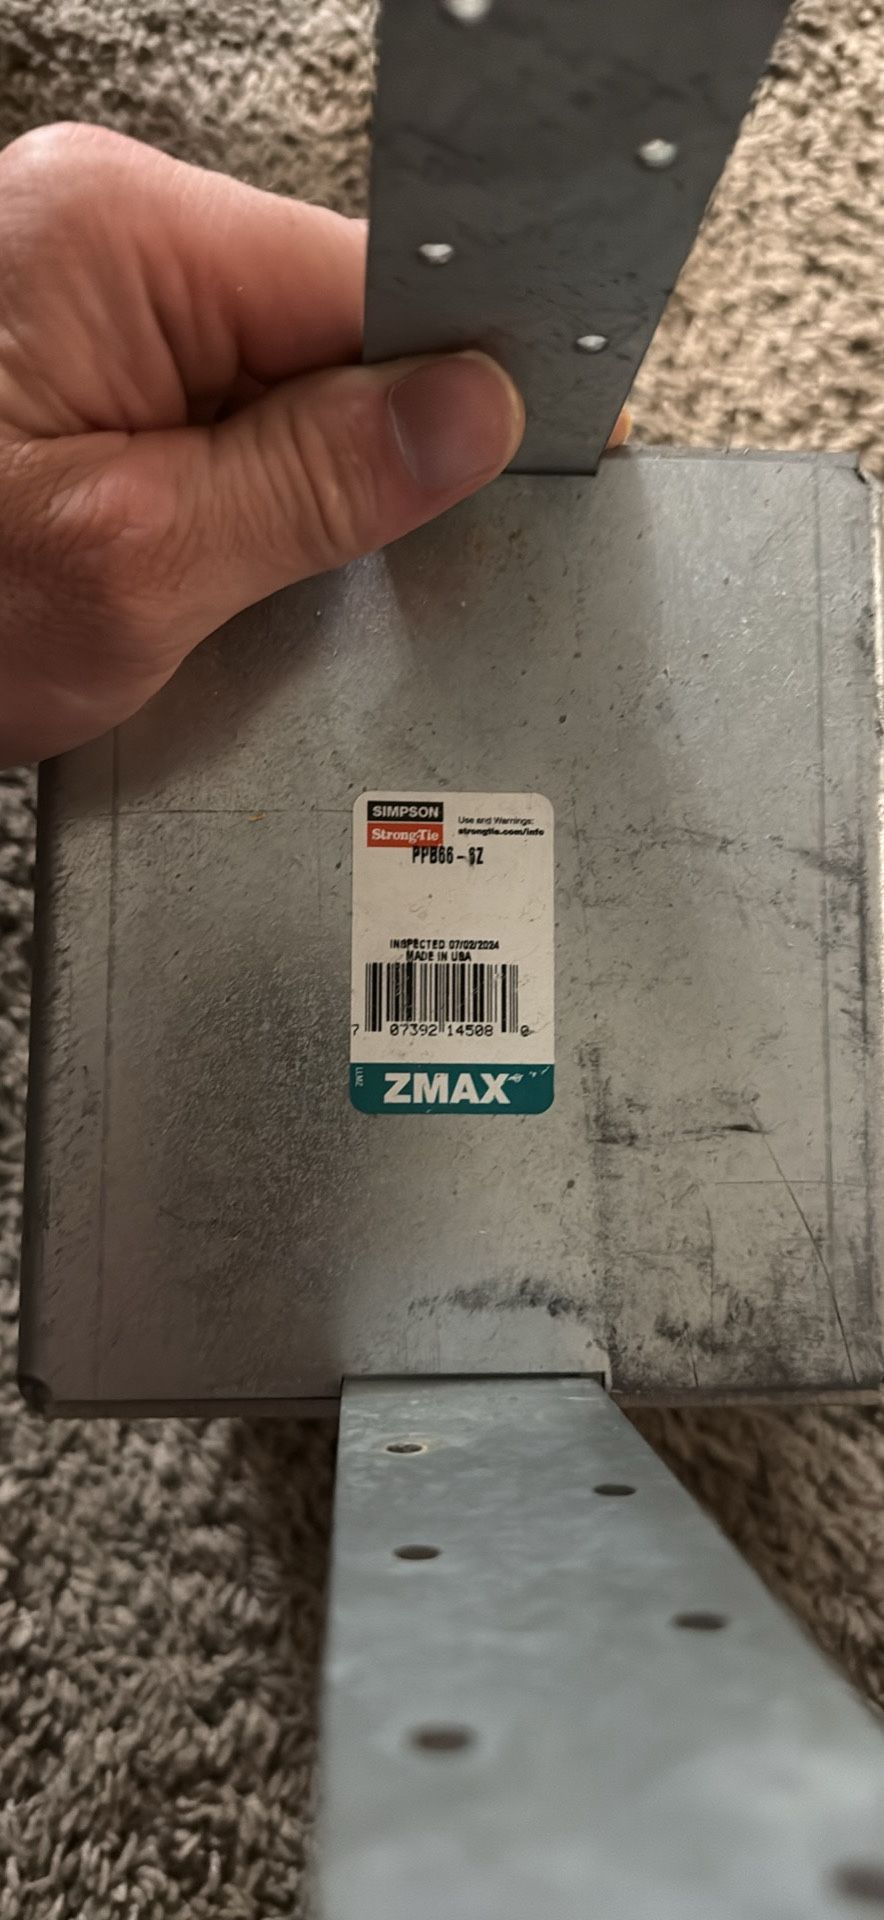 SIMPSON
Strong-Tie
Use and Warnings:
strongtie.com/info
PPB66-6Z
INSPECTED 07/02/2024
MADE IN USA
7 07392 14508 0
LLMZ
ZMAX